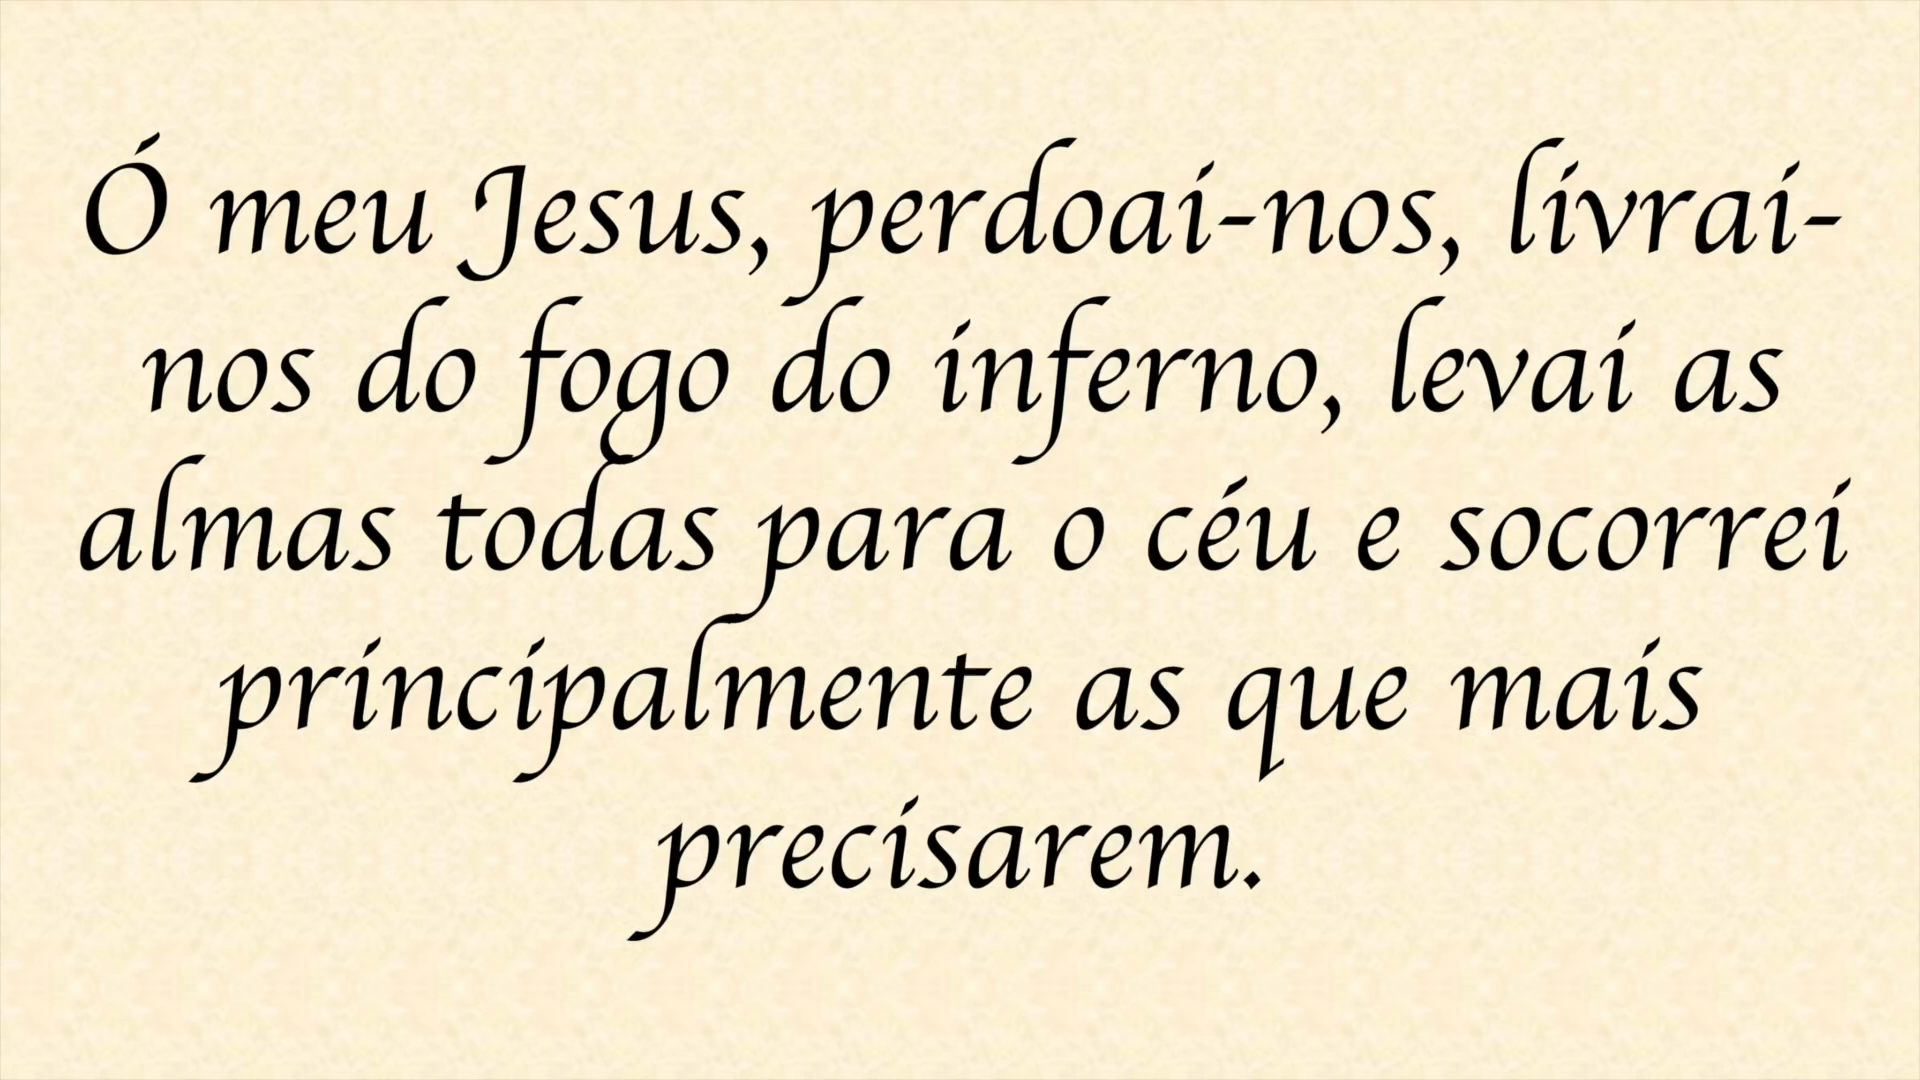 Ó meu Jesus, perdoai-nos, livrai-
nos do fogo do inferno, levai as
almas todas para o céu e socorrei
principalmente as que mais
precisarem.